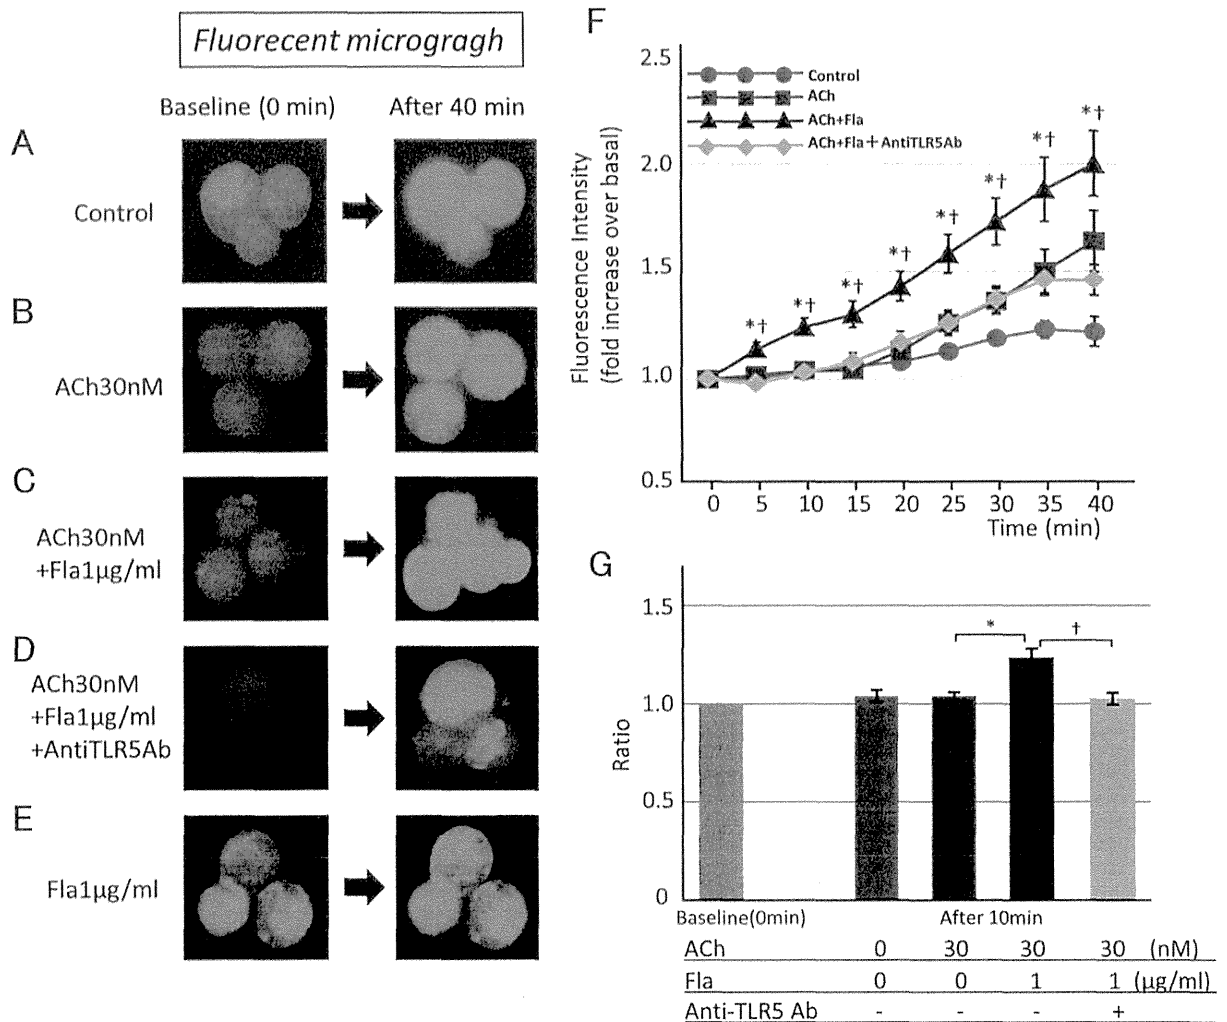 Fluorecent microgragh
Baseline (0 min)
After 40 min
A
Control
B
ACh30nM
C
ACh30nM
+Fla1µg/ml
D
ACh30nM
+Fla1µg/ml
+AntiTLR5Ab
E
Fla1µg/ml
F
Fluorescence Intensity
(fold increase over basal)
2.5
2.0
1.5
1.0
0.5
Control
ACh
ACh+Fla
ACh+Fla+AntiTLR5Ab
*†
*†
*†
*†
*†
*†
*†
*†
0 5 10 15 20 25 30 35 40
Time (min)
G
Ratio
1.5
1.0
0.5
0
*
†
Baseline(0min)
After 10min
ACh 0 30 30 30 (nM)
Fla 0 0 1 1 (µg/ml)
Anti-TLR5 Ab - - - +